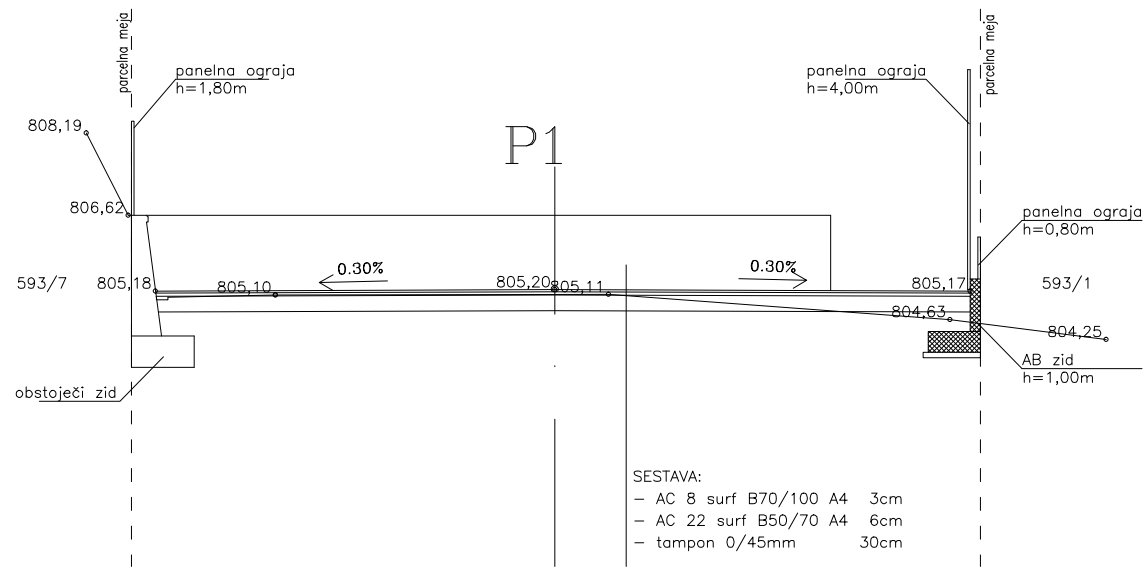 parcelna meja
parcelna meja
panelna ograja
h=1,80m
panelna ograja
h=4,00m
808,19
P1
806,62
panelna ograja
h=0,80m
593/7
805,18
805,10
0.30%
805,20
805,11
0.30%
805,17
593/1
804,63
804,25
AB zid
h=1,00m
obstoječi zid
SESTAVA:
– AC 8 surf B70/100 A4 3cm
– AC 22 surf B50/70 A4 6cm
– tampon 0/45mm 30cm